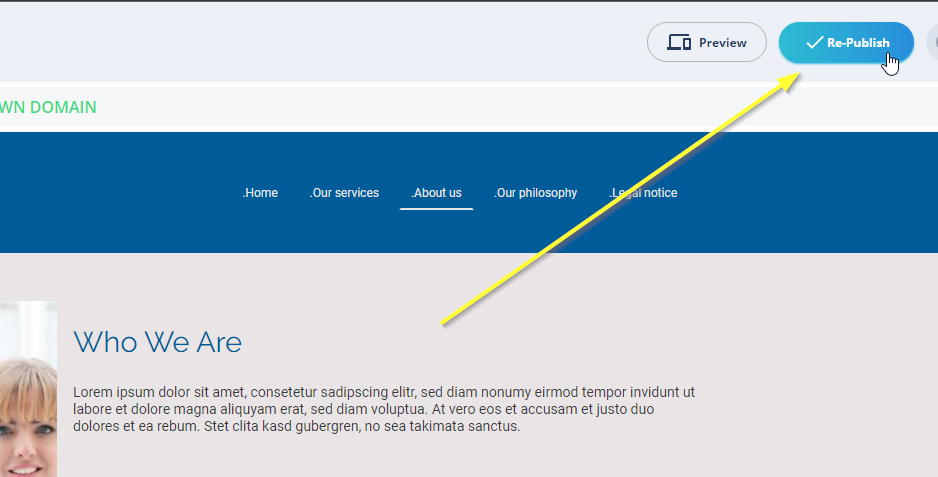 Preview
Re-Publish
WN DOMAIN
.Home
.Our services
.About us
.Our philosophy
.Legal notice
Who We Are
Lorem ipsum dolor sit amet, consetetur sadipscing elitr, sed diam nonumy eirmod tempor invidunt ut
labore et dolore magna aliquyam erat, sed diam voluptua. At vero eos et accusam et justo duo
dolores et ea rebum. Stet clita kasd gubergren, no sea takimata sanctus.